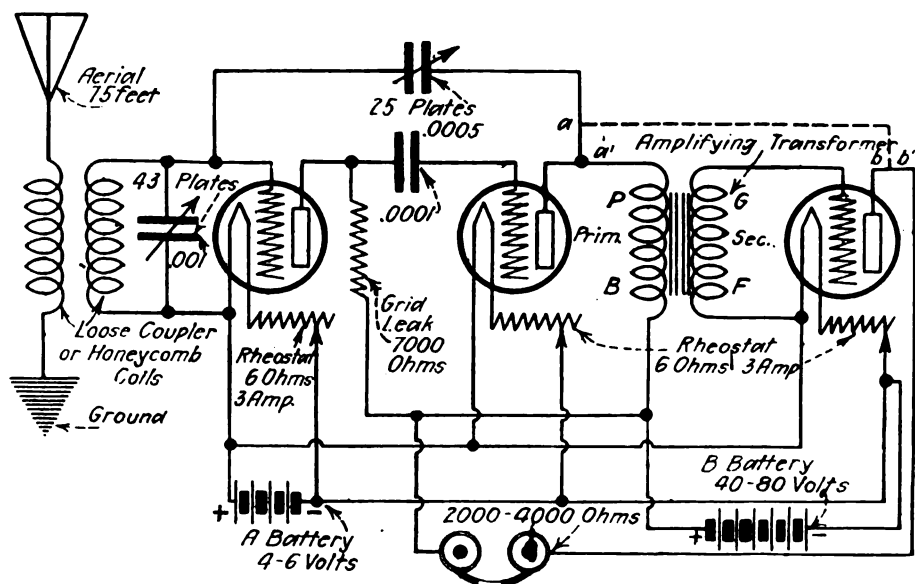 Aerial
75 feet
25 Plates
.0005
a
a'
Amplifying Transformer
b b'
43 Plates
.001
.0001
P
Prim.
B
G
Sec..
F
Loose Coupler
or Honeycomb
Coils
Rheostat
6 Ohms
3 Amp.
Grid
Leak
7000
Ohms
Rheostat
6 Ohms 3 Amp.
Ground
+
-
A Battery
4-6 Volts
2000-4000 Ohms
B Battery
40-80 Volts
+
-